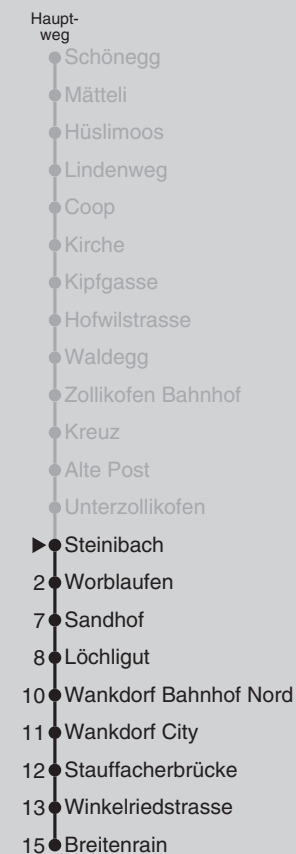 Haupt-
weg
Schönegg
Mätteli
Hüslimoos
Lindenweg
Coop
Kirche
Kipfgasse
Hofwilstrasse
Waldegg
Zollikofen Bahnhof
Kreuz
Alte Post
Unterzollikofen
Steinibach
2 Worblaufen
7 Sandhof
8 Löchligut
10 Wankdorf Bahnhof Nord
11 Wankdorf City
12 Stauffacherbrücke
13 Winkelriedstrasse
15 Breitenrain